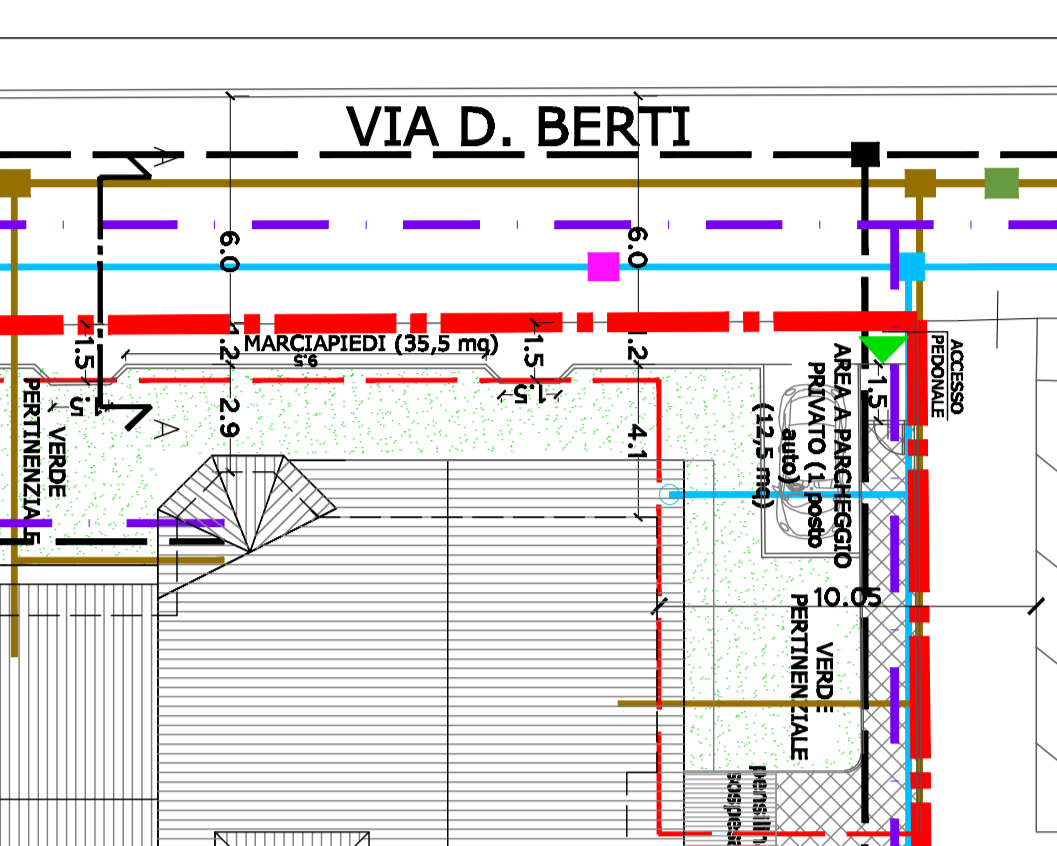 VIA D. BERTI
A
6.0
6.0
MARCIAPIEDI (35,5 mq)
9.5
1.5
1.2
1.5
1.2
1.5
ACCESSO
PEDONALE
AREA A PARCHEGGIO
PRIVATO (1 posto
auto)
(12,5 mq)
VERDE
PERTINENZIALE
1.5
1.5
2.9
4.1
A
10.05
VERDE
PERTINENZIALE
sospesa